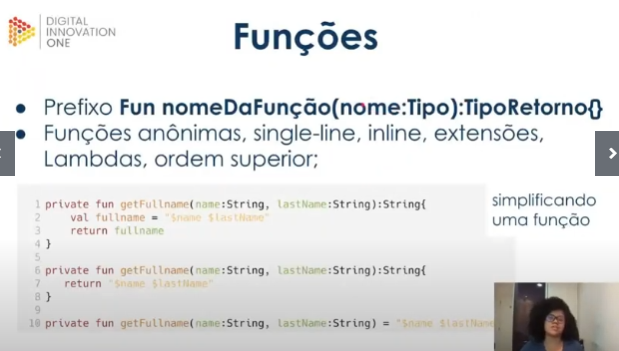 DIGITAL
INNOVATION
ONE
Funções
● Prefixo Fun nomeDaFunção(nome:Tipo):TipoRetorno{}
● Funções anônimas, single-line, inline, extensões,
Lambdas, ordem superior;
simplificando
uma função
1 private fun getFullname(name:String, lastName:String):String{
2 val fullname = "$name $lastName"
3 return fullname
4 }
5
6 private fun getFullname(name:String, lastName:String):String{
7 return "$name $lastName"
8 }
9
10 private fun getFullname(name:String, lastName:String) = "$name $lastName